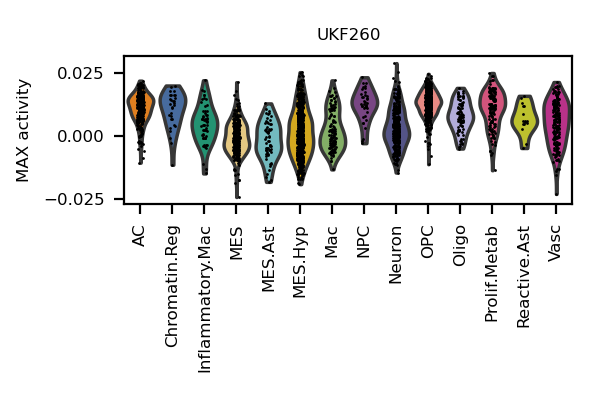 UKF260
MAX activity
0.025
0.000
−0.025
AC
Chromatin.Reg
Inflammatory.Mac
MES
MES.Ast
MES.Hyp
Mac
NPC
Neuron
OPC
Oligo
Prolif.Metab
Reactive.Ast
Vasc